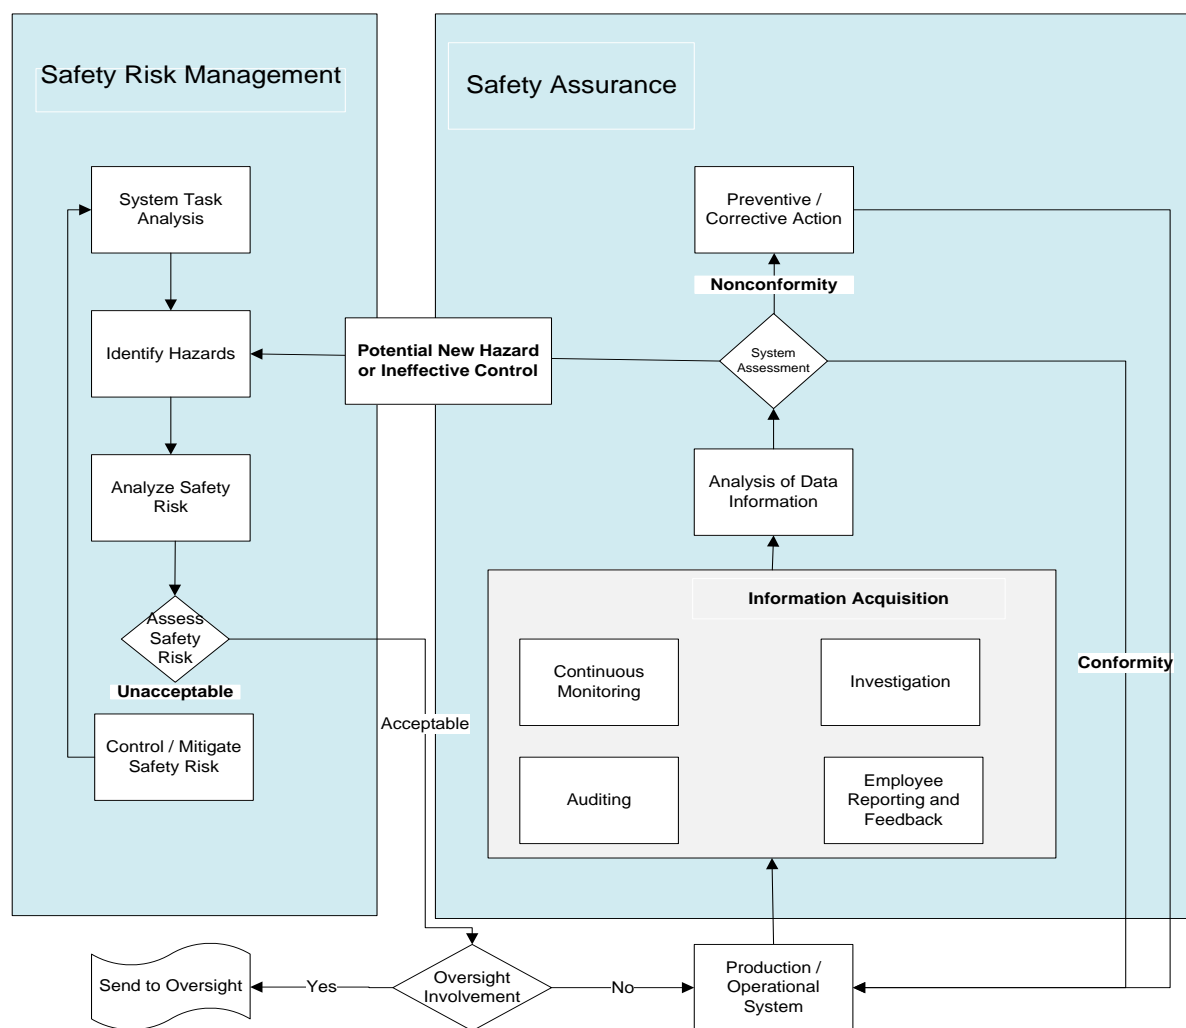 Safety Risk Management
System Task
Analysis
Identify Hazards
Analyze Safety
Risk
Assess
Safety
Risk
Unacceptable
Control / Mitigate
Safety Risk
Acceptable
Potential New Hazard
or Ineffective Control
Safety Assurance
Preventive /
Corrective Action
Nonconformity
System
Assessment
Analysis of Data
Information
Information Acquisition
Continuous
Monitoring
Investigation
Auditing
Employee
Reporting and
Feedback
Conformity
Send to Oversight
Yes
Oversight
Involvement
No
Production /
Operational
System